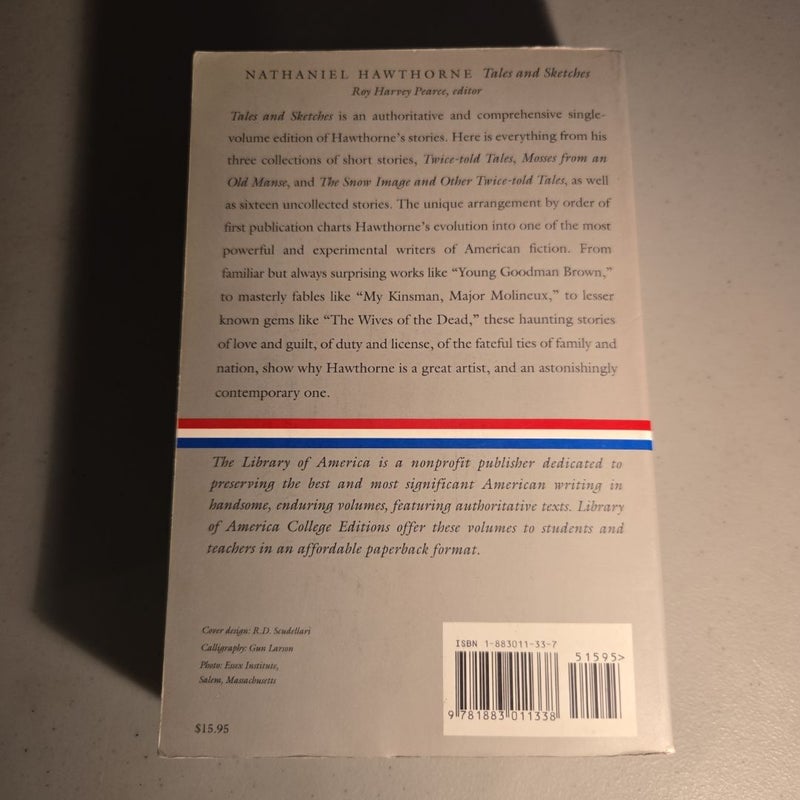 NATHANIEL HAWTHORNE Tales and Sketches
Roy Harvey Pearce, editor
Tales and Sketches is an authoritative and comprehensive single-
volume edition of Hawthorne's stories. Here is everything from his
three collections of short stories, Twice-told Tales, Mosses from an
Old Manse, and The Snow Image and Other Twice-told Tales, as well
as sixteen uncollected stories. The unique arrangement by order of
first publication charts Hawthorne's evolution into one of the most
powerful and experimental writers of American fiction. From
familiar but always surprising works like “Young Goodman Brown,”
to masterly fables like “My Kinsman, Major Molineux,” to lesser
known gems like “The Wives of the Dead,” these haunting stories
of love and guilt, of duty and license, of the fateful ties of family and
nation, show why Hawthorne is a great artist, and an astonishingly
contemporary one.
The Library of America is a nonprofit publisher dedicated to
preserving the best and most significant American writing in
handsome, enduring volumes, featuring authoritative texts. Library
of America College Editions offer these volumes to students and
teachers in an affordable paperback format.
Cover design: R.D. Scudellari
Calligraphy: Gun Larson
Photo: Essex Institute,
Salem, Massachusetts
$15.95
ISBN 1-883011-33-7
51595>
9 781883 011338